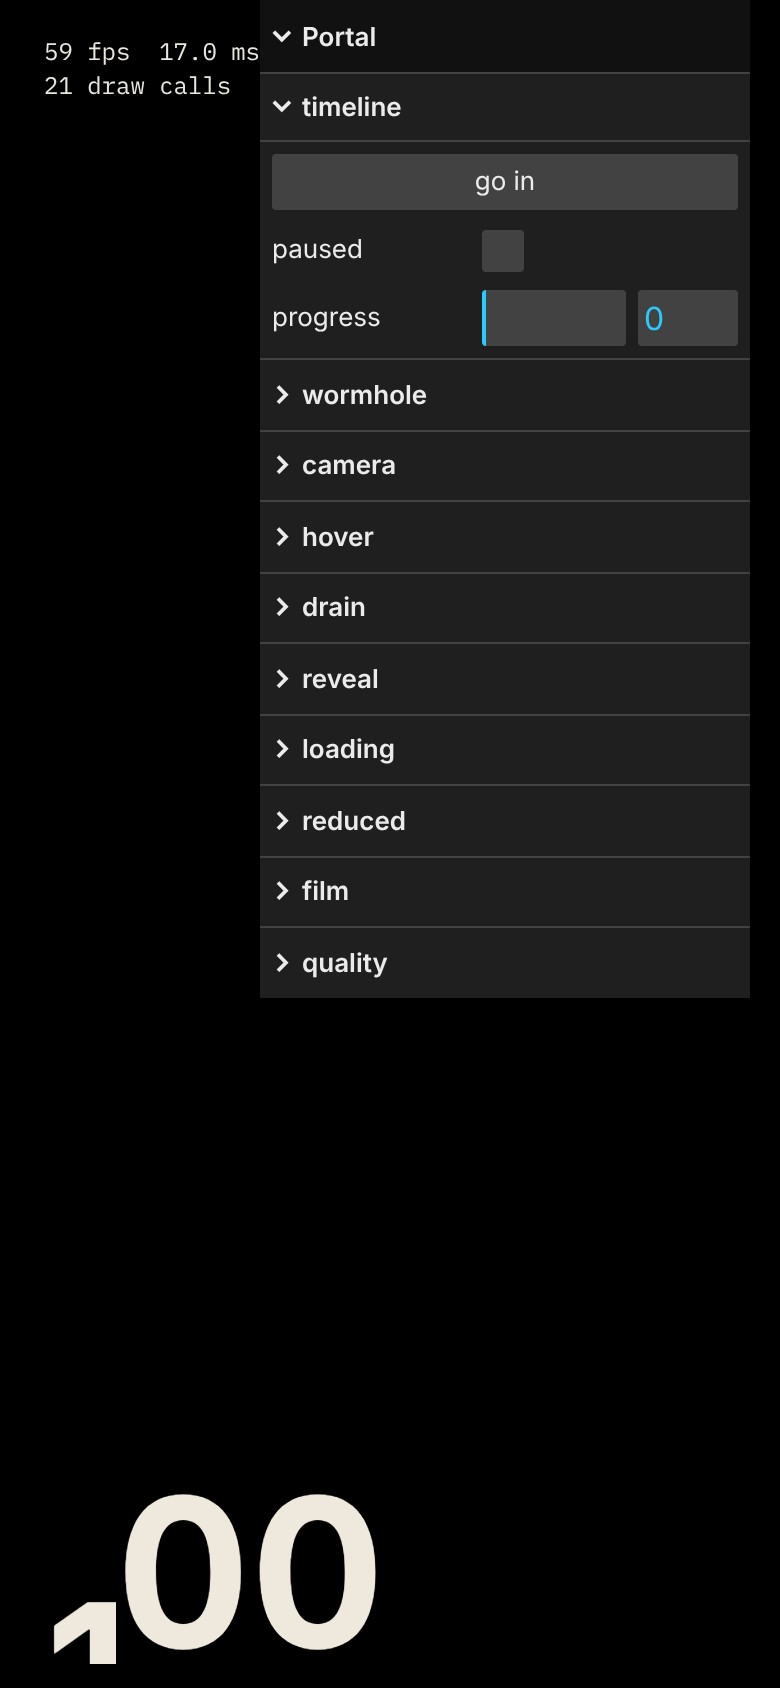 59 fps  17.0 ms
21 draw calls
Portal
timeline
go in
paused
progress 0
wormhole
camera
hover
drain
reveal
loading
reduced
film
quality
100